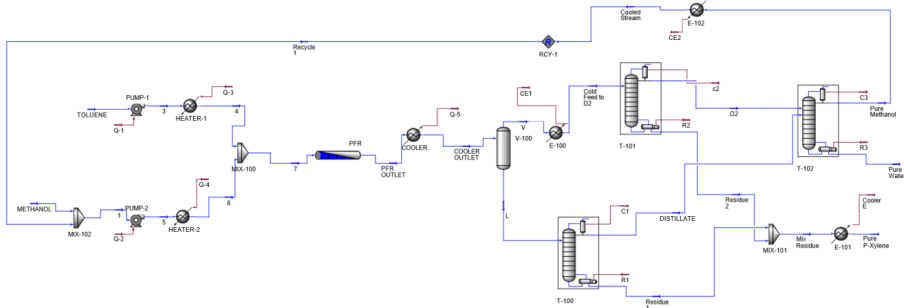 Cooled
Stream
E-102
CE2
Recycle
1
R
RCY-1
PUMP-1
3
Q-3
TOLUENE
Q-1
HEATER-1
4
CE1
Cold
Feed to
D2
c2
D2
C3
Pure
Methanol
Q-5
V
V-100
E-100
R2
T-101
R3
T-102
Pure
Water
PFR
COOLER
COOLER
OUTLET
MIX-100
7
PFR
OUTLET
Q-4
METHANOL
1
PUMP-2
5
6
HEATER-2
Q-2
MIX-102
L
C1
DISTILLATE
Residue
2
Cooler
E
MIX-101
Mix
Residue
E-101
Pure
P-Xylene
R1
T-100
Residue